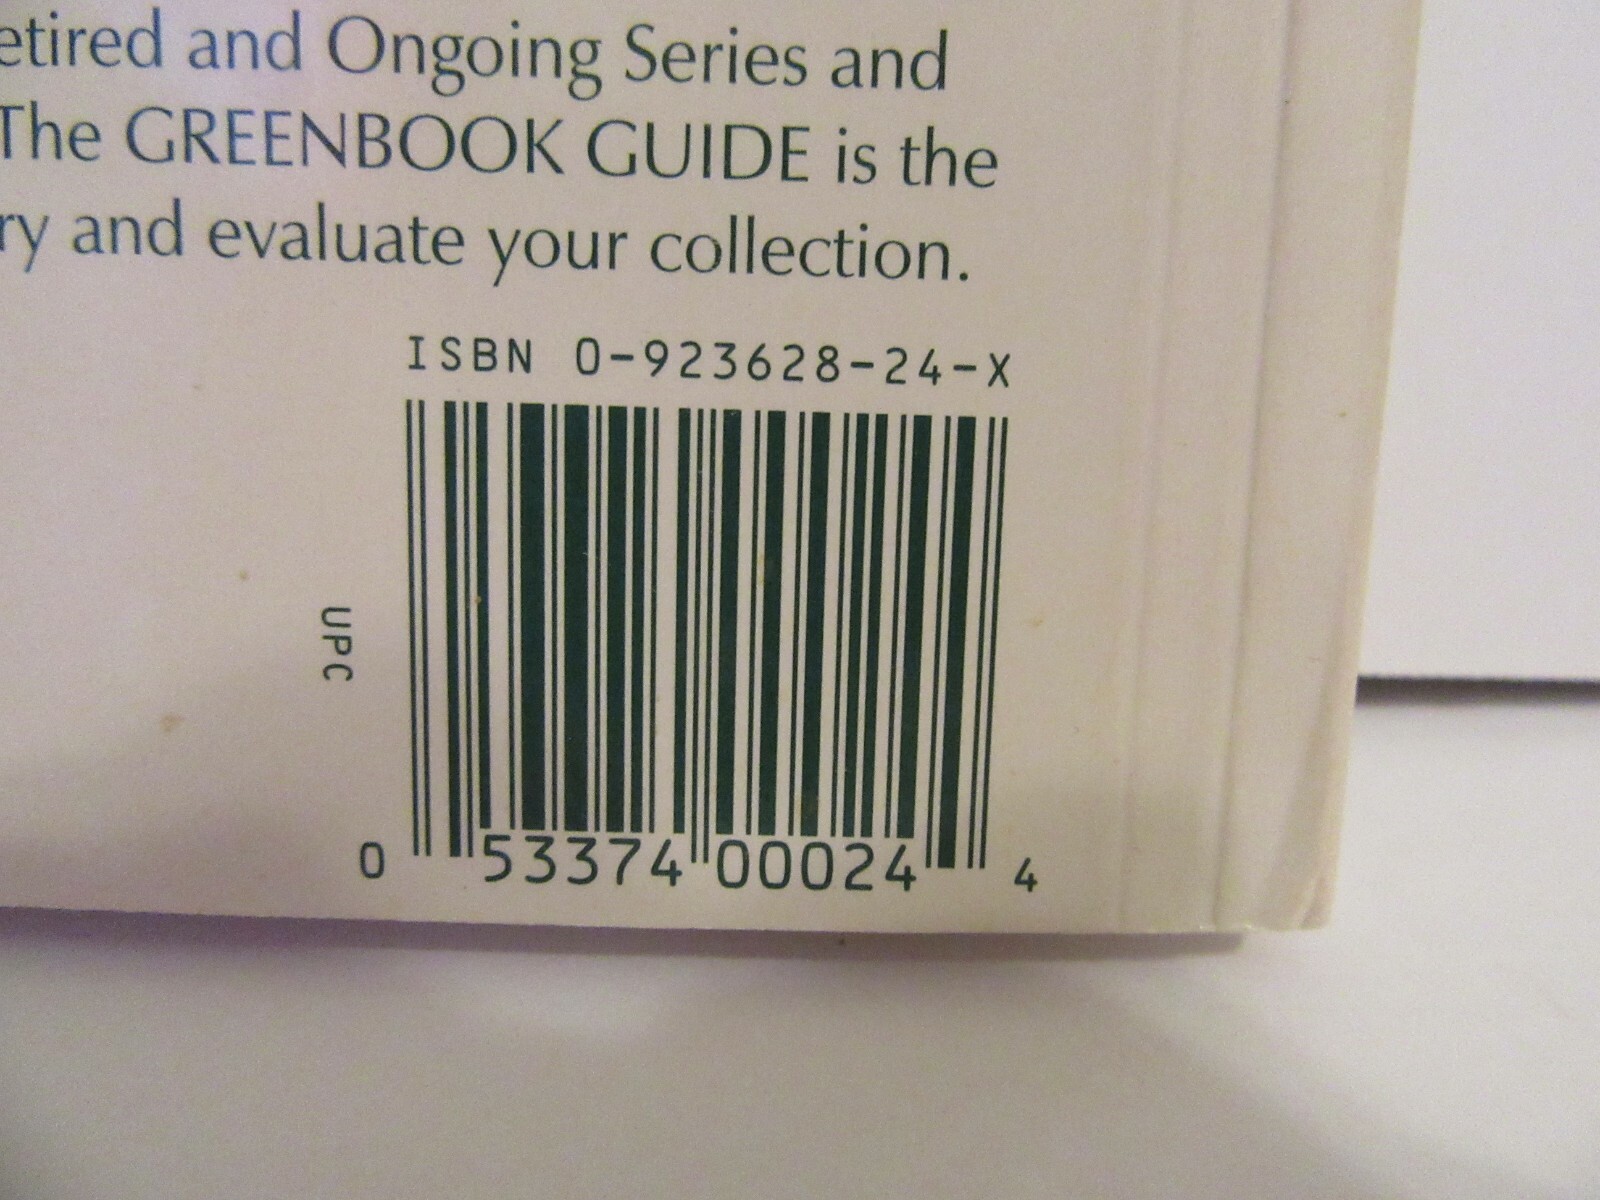 etired and Ongoing Series and
The GREENBOOK GUIDE is the
ry and evaluate your collection.
ISBN 0-923628-24-X
UPC
0 53374 00024 4